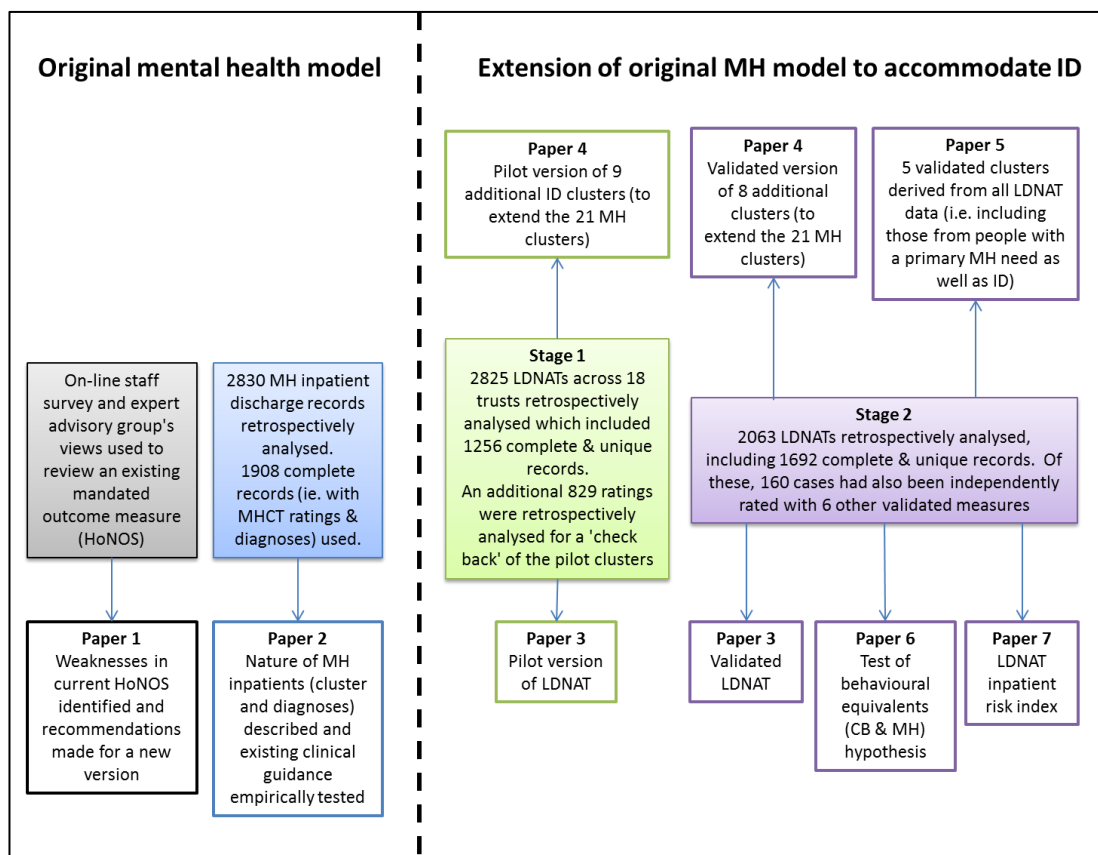 Original mental health model
Extension of original MH model to accommodate ID
On-line staff
survey and expert
advisory group's
views used to
review an existing
mandated
outcome measure
(HoNOS)
Paper 1
Weaknesses in
current HoNOS
identified and
recommendations
made for a new
version
2830 MH inpatient
discharge records
retrospectively
analysed.
1908 complete
records (ie. with
MHCT ratings &
diagnoses) used.
Paper 2
Nature of MH
inpatients (cluster
and diagnoses)
described and
existing clinical
guidance
empirically tested
Paper 4
Pilot version of 9
additional ID clusters (to
extend the 21 MH
clusters)
Stage 1
2825 LDNATs across 18
trusts retrospectively
analysed which included
1256 complete & unique
records.
An additional 829 ratings
were retrospectively
analysed for a 'check
back' of the pilot clusters
Paper 3
Pilot version
of LDNAT
Paper 4
Validated version
of 8 additional
clusters (to
extend the 21 MH
clusters)
Paper 5
5 validated clusters
derived from all LDNAT
data (i.e. including
those from people with
a primary MH need as
well as ID)
Stage 2
2063 LDNATs retrospectively analysed,
including 1692 complete & unique records.  Of
these, 160 cases had also been independently
rated with 6 other validated measures
Paper 3
Validated
LDNAT
Paper 6
Test of
behavioural
equivalents
(CB & MH)
hypothesis
Paper 7
LDNAT
inpatient
risk index